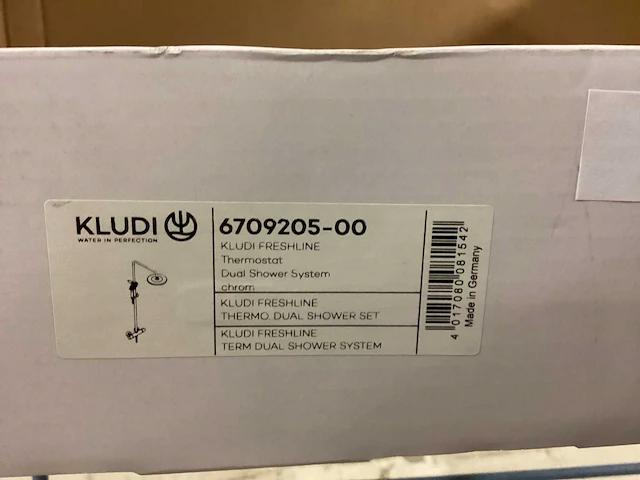 KLUDI
WATER IN PERFECTION
6709205-00
KLUDI FRESHLINE
Thermostat
Dual Shower System
chrom
KLUDI FRESHLINE
THERMO. DUAL SHOWER SET
KLUDI FRESHLINE
TERM DUAL SHOWER SYSTEM
4 017080 081542
Made in Germany